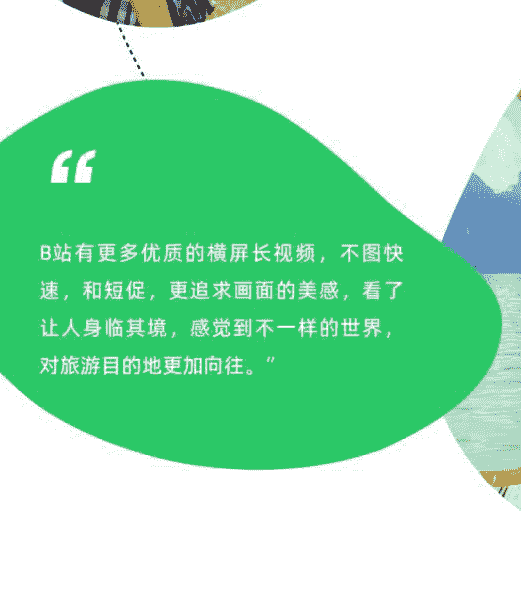 “
B站有更多优质的横屏长视频，不图快
速，和短促，更追求画面的美感，看了
让人身临其境，感觉到不一样的世界，
对旅游目的地更加向往。”